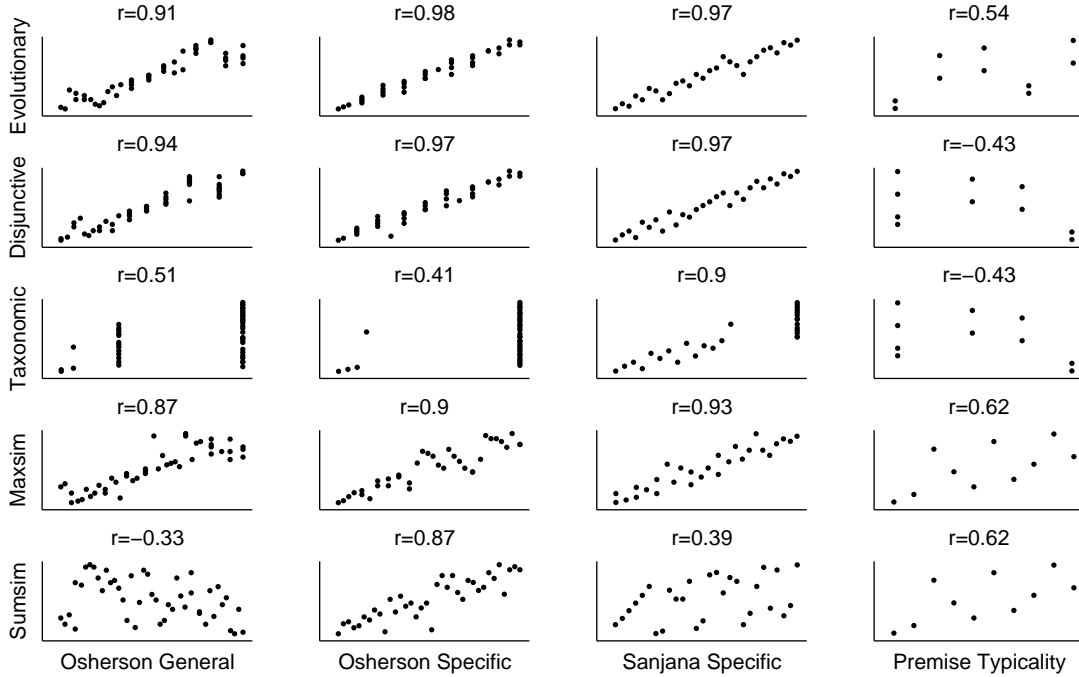 r=0.91 r=0.98 r=0.97 r=0.54
Evolutionary
r=0.94 r=0.97 r=0.97 r=−0.43
Disjunctive
r=0.51 r=0.41 r=0.9 r=−0.43
Taxonomic
r=0.87 r=0.9 r=0.93 r=0.62
Maxsim
r=−0.33 r=0.87 r=0.39 r=0.62
Sumsim
Osherson General Osherson Specific Sanjana Specific Premise Typicality